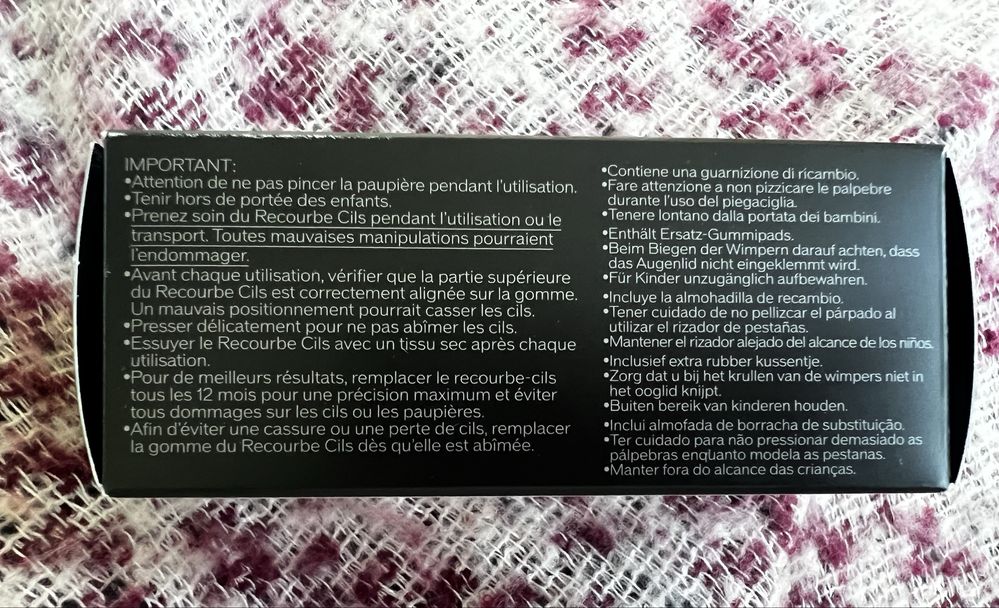 IMPORTANT:
•Attention de ne pas pincer la paupière pendant l'utilisation.
•Tenir hors de portée des enfants.
•Prenez soin du Recourbe Cils pendant l'utilisation ou le
transport. Toutes mauvaises manipulations pourraient
l'endommager.
•Avant chaque utilisation, vérifier que la partie supérieure
du Recourbe Cils est correctement alignée sur la gomme.
Un mauvais positionnement pourrait casser les cils.
•Presser délicatement pour ne pas abîmer les cils.
•Essuyer le Recourbe Cils avec un tissu sec après chaque
utilisation.
•Pour de meilleurs résultats, remplacer le recourbe-cils
tous les 12 mois pour une précision maximum et éviter
tous dommages sur les cils ou les paupières.
•Afin d'éviter une cassure ou une perte de cils, remplacer
la gomme du Recourbe Cils dès qu'elle est abîmée.
•Contiene una guarnizione di ricambio.
•Fare attenzione a non pizzicare le palpebre
durante l'uso del piegaciglia.
•Tenere lontano dalla portata dei bambini.
•Enthält Ersatz-Gummipads.
•Beim Biegen der Wimpern darauf achten, dass
das Augenlid nicht eingeklemmt wird.
•Für Kinder unzugänglich aufbewahren.
•Incluye la almohadilla de recambio.
•Tener cuidado de no pellizcar el párpado al
utilizar el rizador de pestañas.
•Mantener el rizador alejado del alcance de los niños.
•Inclusief extra rubber kussentje.
•Zorg dat u bij het krullen van de wimpers niet in
het ooglid knijpt.
•Buiten bereik van kinderen houden.
•Inclui almofada de borracha de substituição.
•Ter cuidado para não pressionar demasiado as
pálpebras enquanto modela as pestanas.
•Manter fora do alcance das crianças.